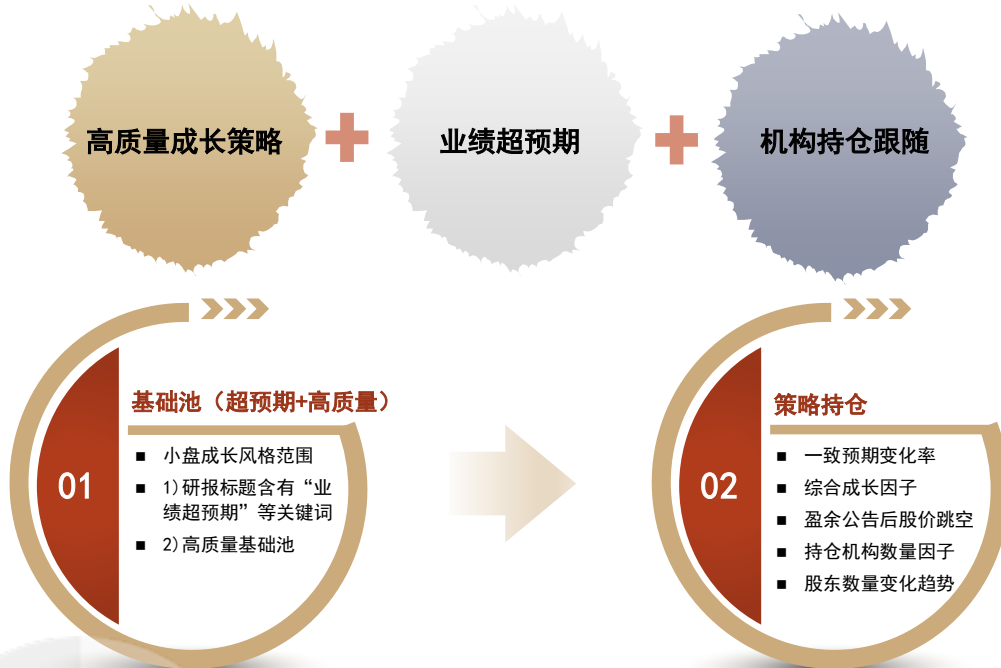 高质量成长策略
业绩超预期
机构持仓跟随
基础池（超预期+高质量）
01
■ 小盘成长风格范围
■ 1)研报标题含有“业
绩超预期”等关键词
■ 2)高质量基础池
策略持仓
02
■ 一致预期变化率
■ 综合成长因子
■ 盈余公告后股价跳空
■ 持仓机构数量因子
■ 股东数量变化趋势